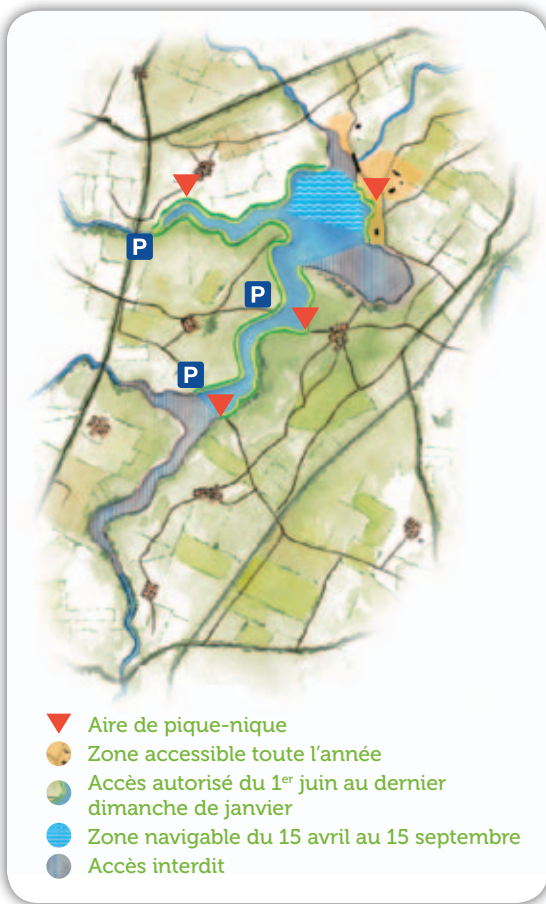 P
P
P
Aire de pique-nique
Zone accessible toute l'année
Accès autorisé du 1er juin au dernier
dimanche de janvier
Zone navigable du 15 avril au 15 septembre
Accès interdit